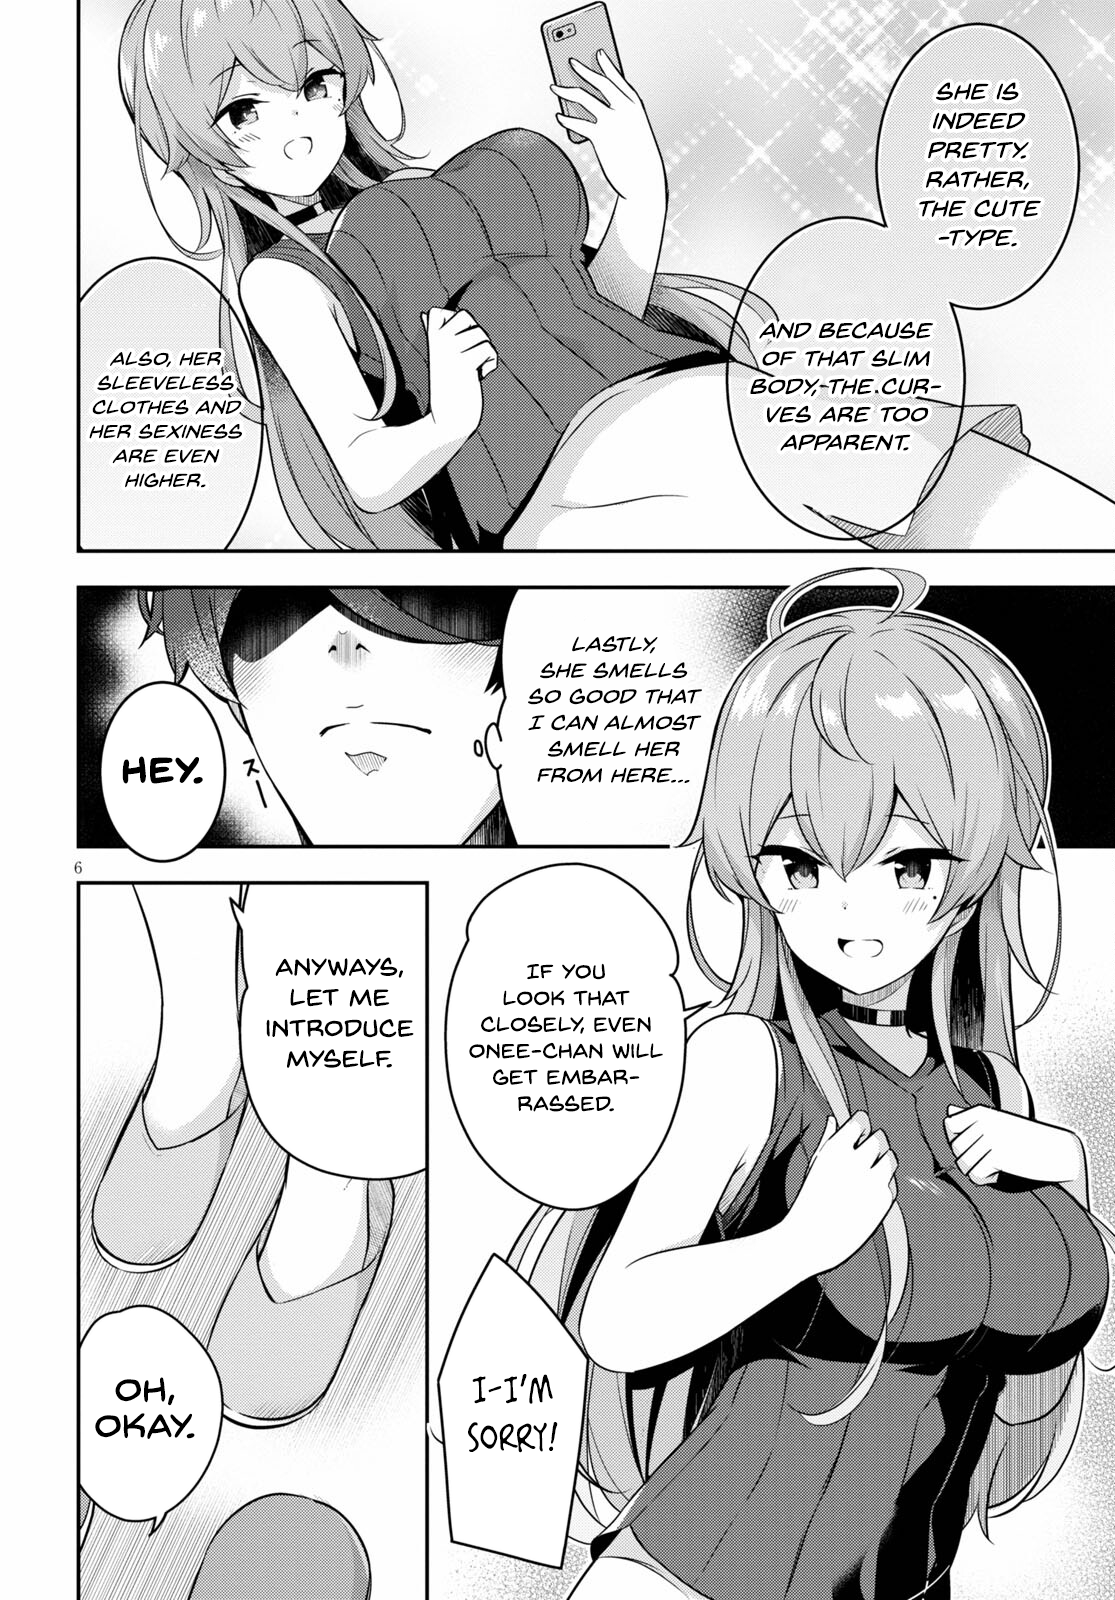 SHE IS
INDEED
PRETTY.
RATHER,
THE CUTE
-TYPE.
AND BECAUSE
OF THAT SLIM
BODY, THE CUR-
VES ARE TOO
APPARENT.
ALSO, HER
SLEEVELESS
CLOTHES AND
HER SEXINESS
ARE EVEN
HIGHER.
LASTLY,
SHE SMELLS
SO GOOD THAT
I CAN ALMOST
SMELL HER
FROM HERE...
スー
HEY.
6
IF YOU
LOOK THAT
CLOSELY, EVEN
ONEE-CHAN WILL
GET EMBAR-
RASSED.
I-I'M
SORRY!
ANYWAYS,
LET ME
INTRODUCE
MYSELF.
OH,
OKAY.